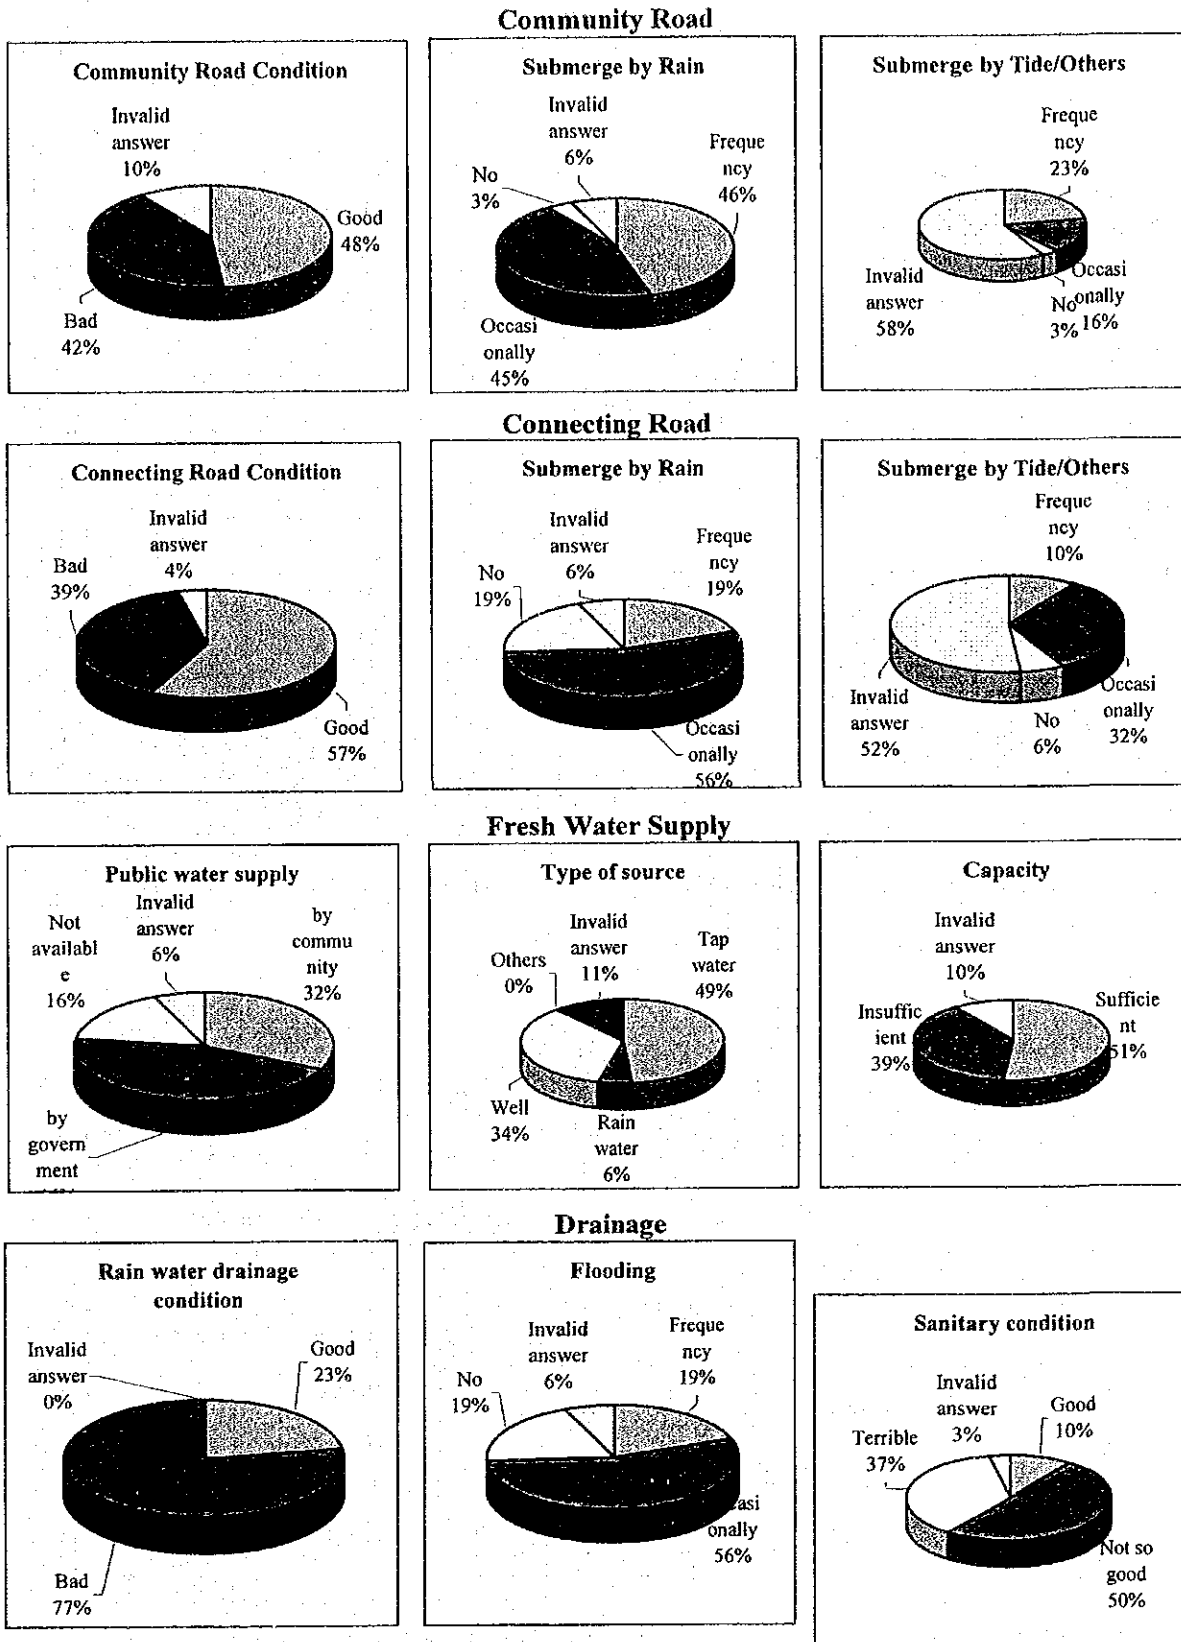 Community Road
Community Road Condition
Invalid
answer
10%
Good
48%
Bad
42%
Submerge by Rain
Invalid
answer
6%
No
3%
Freque
ncy
46%
Occasi
onally
45%
Submerge by Tide/Others
Freque
ncy
23%
Invalid
answer
58%
No
3%
Occasi
onally
16%
Connecting Road
Connecting Road Condition
Invalid
answer
4%
Bad
39%
Good
57%
Submerge by Rain
Invalid
answer
6%
No
19%
Freque
ncy
19%
Occasi
onally
56%
Submerge by Tide/Others
Freque
ncy
10%
Invalid
answer
52%
No
6%
Occasi
onally
32%
Fresh Water Supply
Public water supply
Not
availabl
e
16%
Invalid
answer
6%
by
commu
nity
32%
by
govern
ment
Type of source
Others
0%
Invalid
answer
11%
Tap
water
49%
Well
34%
Rain
water
6%
Capacity
Invalid
answer
10%
Insuffic
ient
39%
Sufficie
nt
51%
Drainage
Rain water drainage
condition
Invalid
answer
0%
Good
23%
Bad
77%
Flooding
Invalid
answer
6%
No
19%
Freque
ncy
19%
Occasi
onally
56%
Sanitary condition
Invalid
answer
3%
Good
10%
Terrible
37%
Not so
good
50%